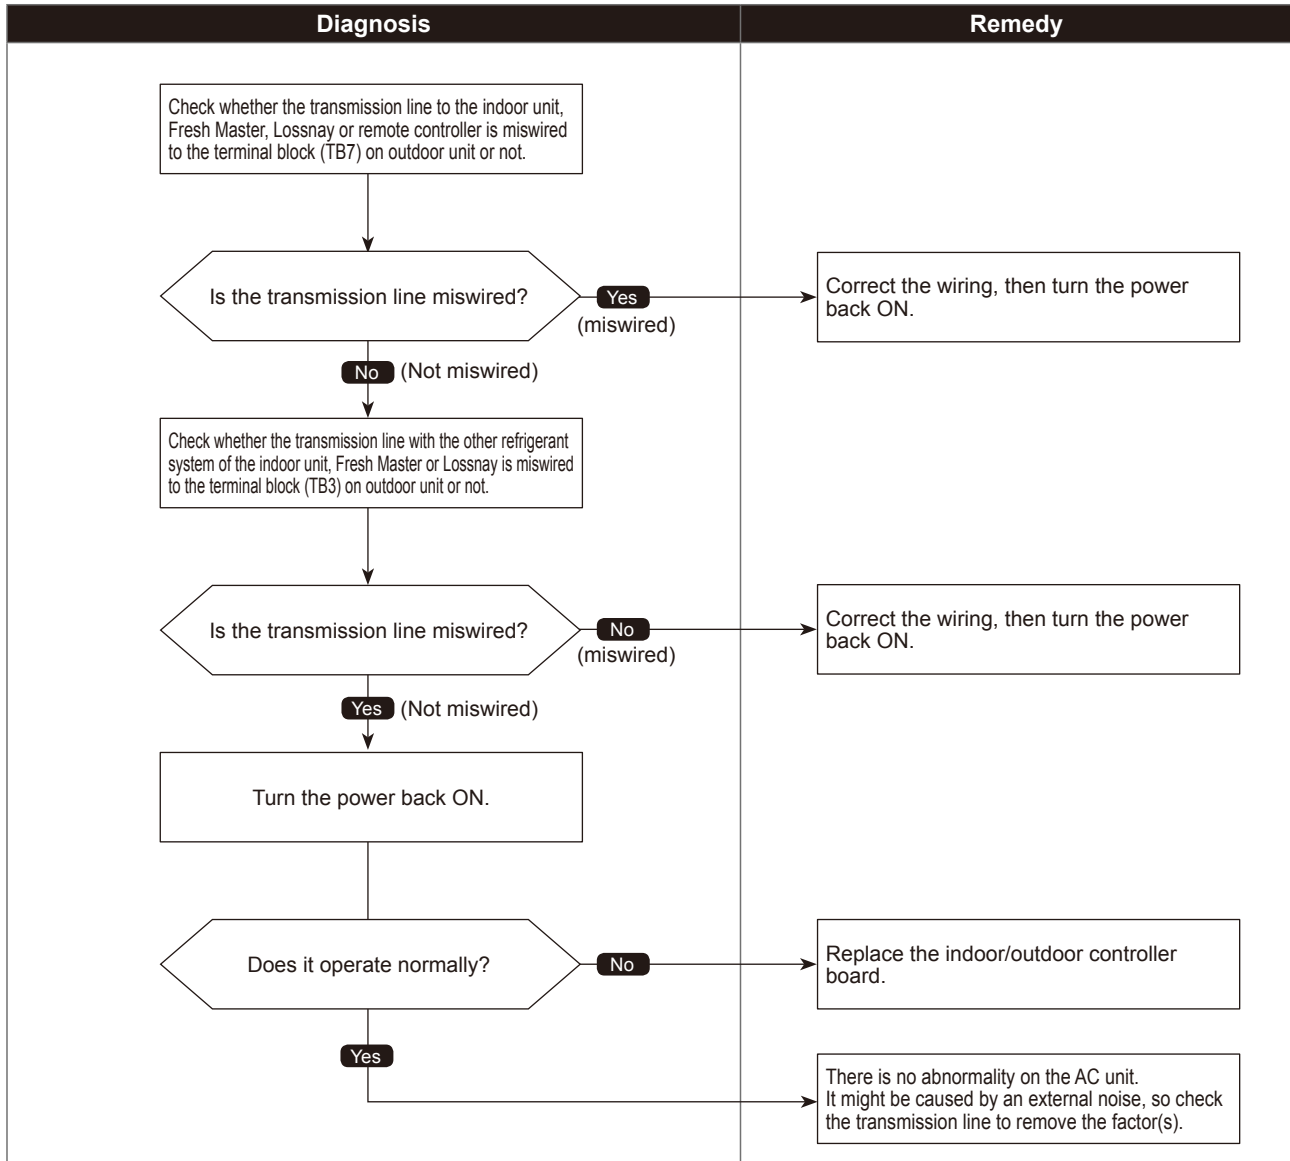 Diagnosis
Remedy
Check whether the transmission line to the indoor unit,
Fresh Master, Lossnay or remote controller is miswired
to the terminal block (TB7) on outdoor unit or not.
Is the transmission line miswired?
Yes
(miswired)
Correct the wiring, then turn the power
back ON.
No (Not miswired)
Check whether the transmission line with the other refrigerant
system of the indoor unit, Fresh Master or Lossnay is miswired
to the terminal block (TB3) on outdoor unit or not.
Is the transmission line miswired?
No
(miswired)
Correct the wiring, then turn the power
back ON.
Yes (Not miswired)
Turn the power back ON.
Does it operate normally?
No
Replace the indoor/outdoor controller
board.
Yes
There is no abnormality on the AC unit.
It might be caused by an external noise, so check
the transmission line to remove the factor(s).